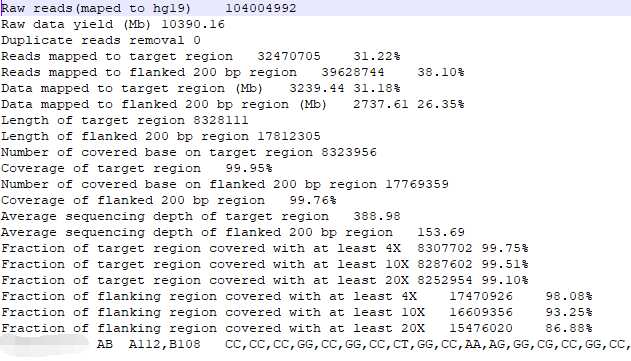 Raw reads(maped to hg19) 104004992
Raw data yield (Mb) 10390.16
Duplicate reads removal 0
Reads mapped to target region 32470705 31.22%
Reads mapped to flanked 200 bp region 39628744 38.10%
Data mapped to target region (Mb) 3239.44 31.18%
Data mapped to flanked 200 bp region (Mb) 2737.61 26.35%
Length of target region 8328111
Length of flanked 200 bp region 17812305
Number of covered base on target region 8323956
Coverage of target region 99.95%
Number of covered base on flanked 200 bp region 17769359
Coverage of flanked 200 bp region 99.76%
Average sequencing depth of target region 388.98
Average sequencing depth of flanked 200 bp region 153.69
Fraction of target region covered with at least 4X 8307702 99.75%
Fraction of target region covered with at least 10X 8287602 99.51%
Fraction of target region covered with at least 20X 8252954 99.10%
Fraction of flanking region covered with at least 4X 17470926 98.08%
Fraction of flanking region covered with at least 10X 16609356 93.25%
Fraction of flanking region covered with at least 20X 15476020 86.88%
AB A112,B108 CC,CC,CC,GG,CC,GG,CC,CT,GG,CC,AA,AG,GG,CG,CC,GG,CC,